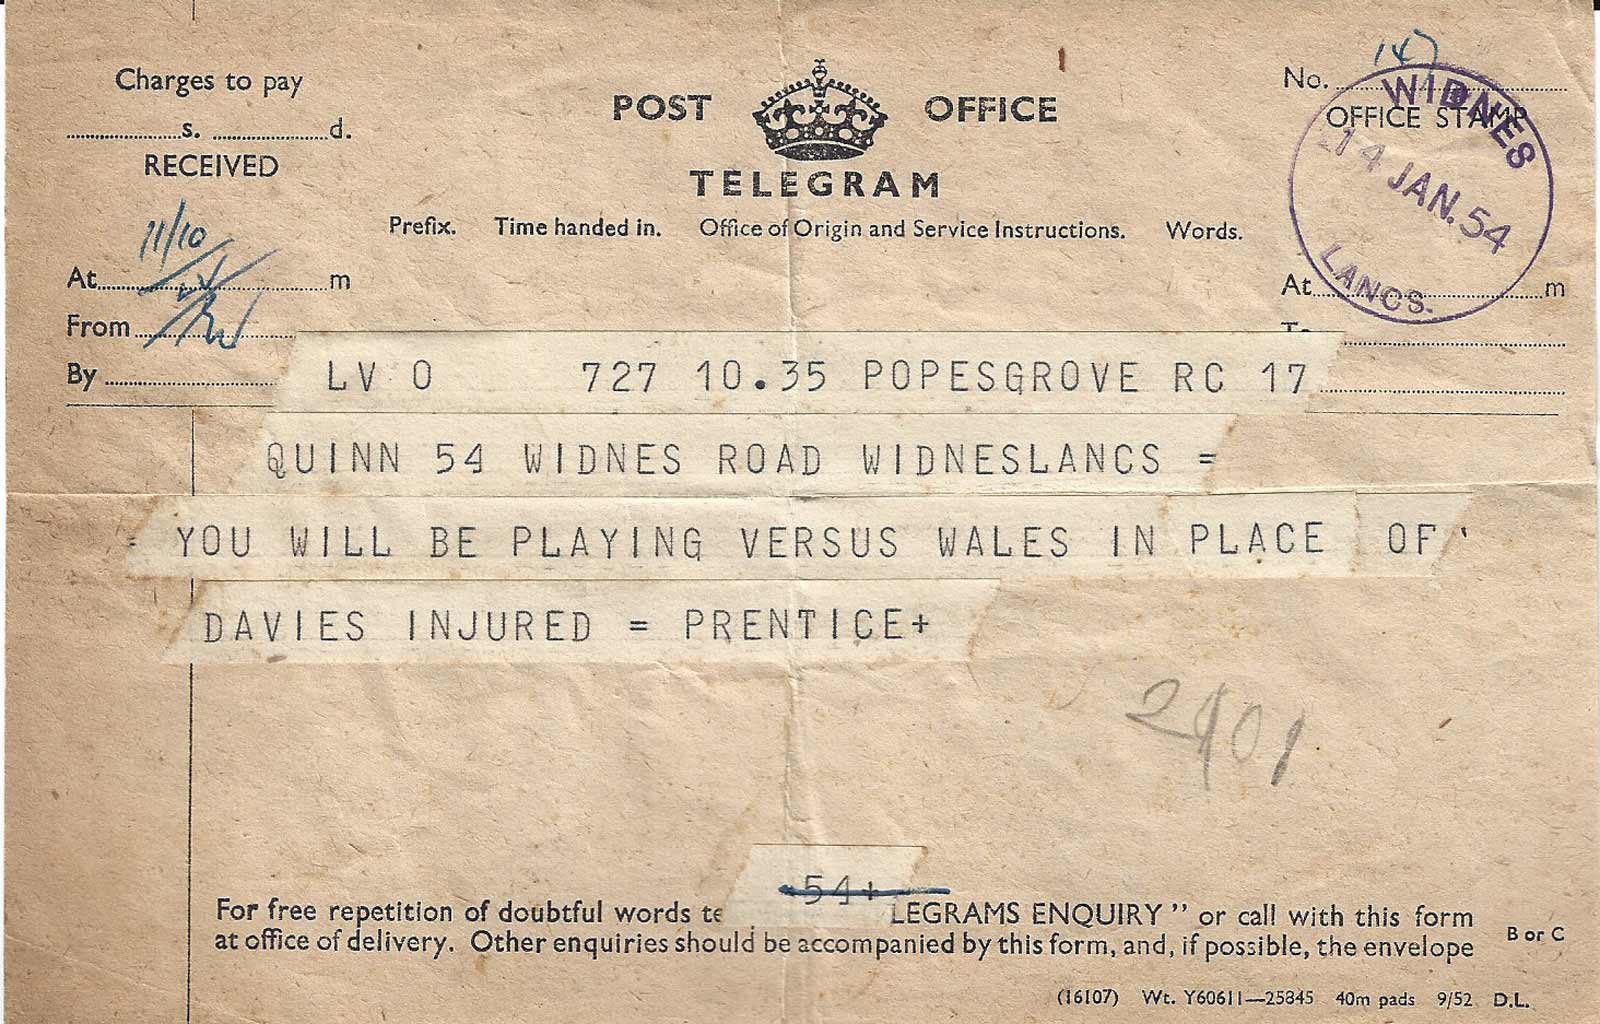 Charges to pay
s. d.
RECEIVED
POST OFFICE
TELEGRAM
Prefix. Time handed in. Office of Origin and Service Instructions. Words.
No. 147
OFFICE STAMP
WIDNES
14 JAN. 54
LANCS.
11/10
At m
From
By
At m
To
LV O 727 10.35 POPESGROVE RC 17
QUINN 54 WIDNES ROAD WIDNESLANCS =
= YOU WILL BE PLAYING VERSUS WALES IN PLACE OF
DAVIES INJURED = PRENTICE+
2901
54+
For free repetition of doubtful words te LEGRAMS ENQUIRY" or call with this form
at office of delivery. Other enquiries should be accompanied by this form, and, if possible, the envelope
B or C
(16107) Wt. Y60611—25845 40m pads 9/52 D.L.